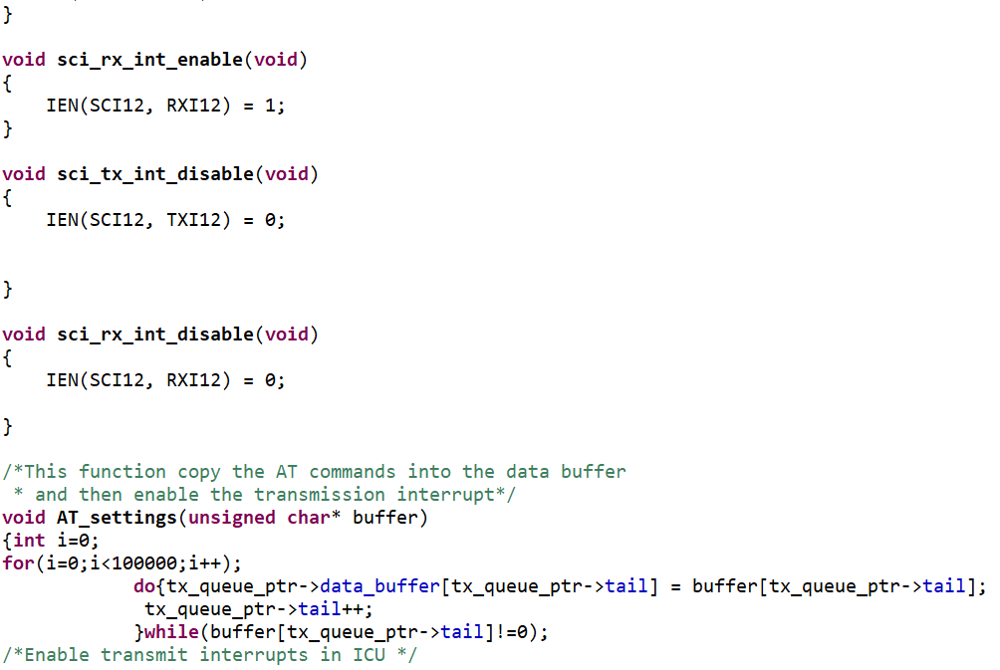 }
void sci_rx_int_enable(void)
{
IEN(SCI12, RXI12) = 1;
}
void sci_tx_int_disable(void)
{
IEN(SCI12, TXI12) = 0;
}
void sci_rx_int_disable(void)
{
IEN(SCI12, RXI12) = 0;
}
/*This function copy the AT commands into the data buffer
* and then enable the transmission interrupt*/
void AT_settings(unsigned char* buffer)
{int i=0;
for(i=0;i<100000;i++);
do{tx_queue_ptr->data_buffer[tx_queue_ptr->tail] = buffer[tx_queue_ptr->tail];
tx_queue_ptr->tail++;
}while(buffer[tx_queue_ptr->tail]!=0);
/*Enable transmit interrupts in ICU */